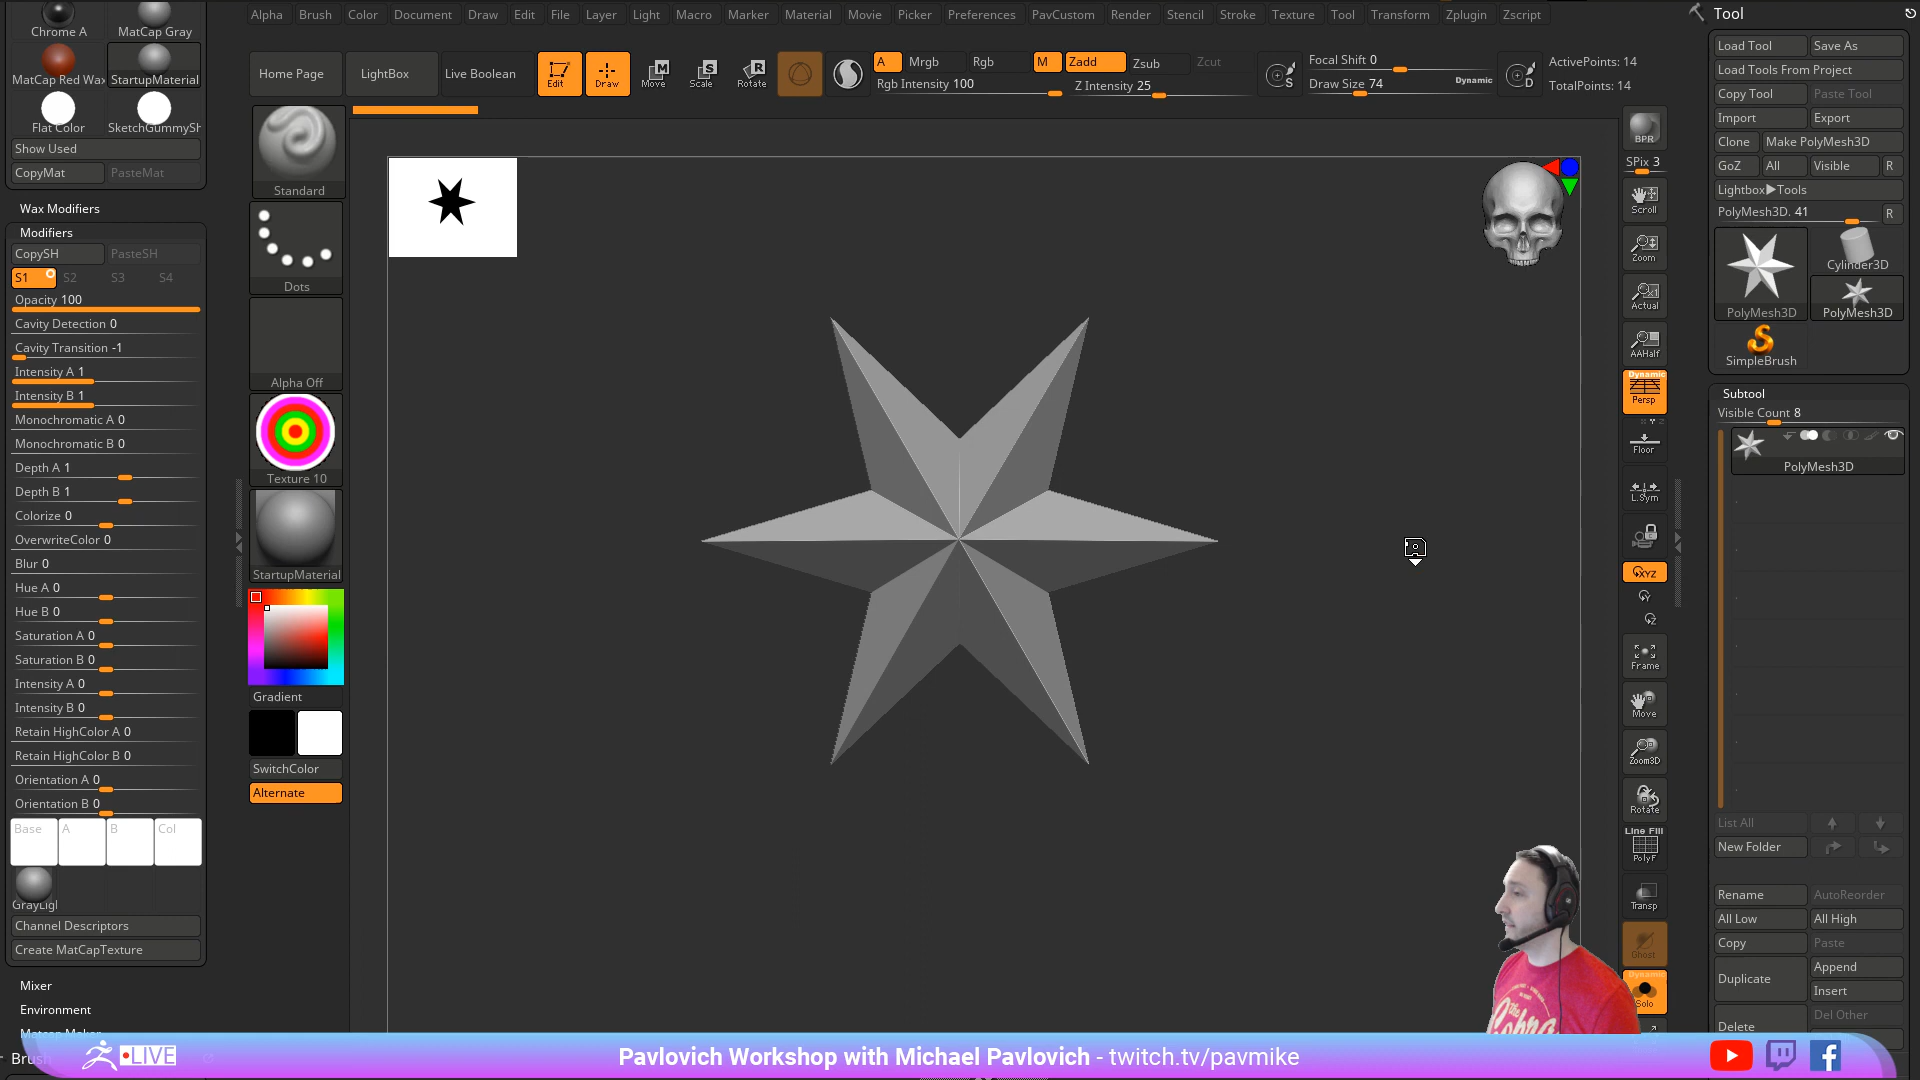 Alpha Brush Color Document Draw Edit File Layer Light Macro Marker Material Movie Picker Preferences PavCustom Render Stencil Stroke Texture Tool Transform Zplugin Zscript
Chrome A MatCap Gray
MatCap Red Wax StartupMaterial
Flat Color SketchGummySh
Show Used
CopyMat PasteMat
Wax Modifiers
Modifiers
CopySH PasteSH
S1 S2 S3 S4
Opacity 100
Cavity Detection 0
Cavity Transition -1
Intensity A 1
Intensity B 1
Monochromatic A 0
Monochromatic B 0
Depth A 1
Depth B 1
Colorize 0
OverwriteColor 0
Blur 0
Hue A 0
Hue B 0
Saturation A 0
Saturation B 0
Intensity A 0
Intensity B 0
Retain HighColor A 0
Retain HighColor B 0
Orientation A 0
Orientation B 0
Base A B Col
GrayLigl
Channel Descriptors
Create MatCapTexture
Mixer
Environment
Home Page LightBox Live Boolean
Edit Draw Move Scale Rotate
A Mrgb Rgb M Zadd Zsub Zcut
Rgb Intensity 100 Z Intensity 25
Focal Shift 0
Draw Size 74 Dynamic
ActivePoints: 14
TotalPoints: 14
Standard
Dots
Alpha Off
Texture 10
StartupMaterial
Gradient
SwitchColor
Alternate
BPR
SPix 3
Scroll
Zoom
Actual
AAHalf
Dynamic
Persp
Floor
L.Sym
XYZ
Y
Z
Frame
Move
Zoom3D
Rotate
Line Fill
PolyF
Transp
Ghost
Dynamic
Solo
Tool
Load Tool Save As
Load Tools From Project
Copy Tool Paste Tool
Import Export
Clone Make PolyMesh3D
GoZ All Visible R
Lightbox▶Tools
PolyMesh3D. 41 R
PolyMesh3D Cylinder3D
PolyMesh3D
SimpleBrush
Subtool
Visible Count 8
PolyMesh3D
List All
New Folder
Rename AutoReorder
All Low All High
Copy Paste
Duplicate Append
Insert
Del Other
Delete
Bru
LIVE
Pavlovich Workshop with Michael Pavlovich - twitch.tv/pavmike